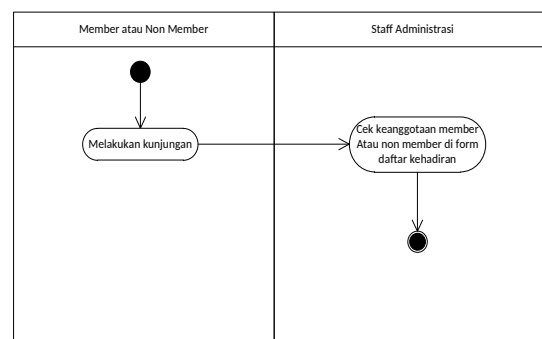 Member atau Non Member
Staff Administrasi
Melakukan kunjungan
Cek keanggotaan member
Atau non member di form
daftar kehadiran